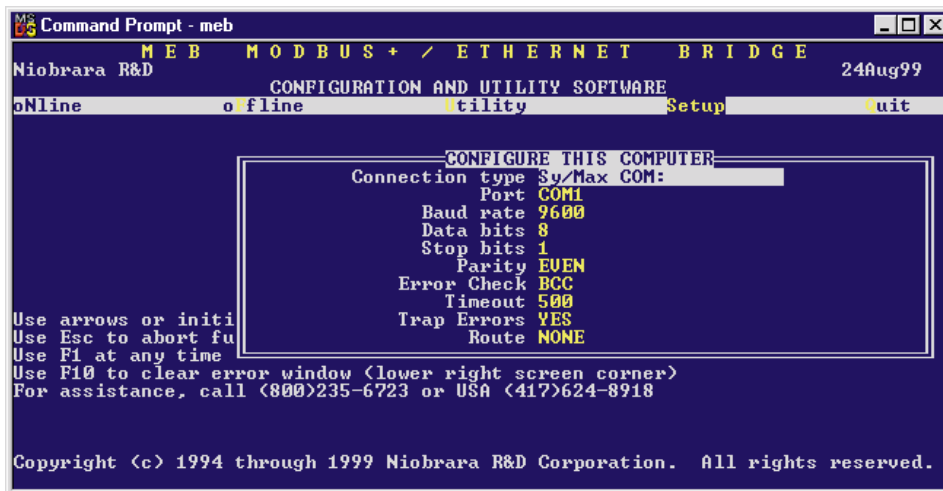 Command Prompt - meb
MEB MODBUS+ / ETHERNET BRIDGE
Niobrara R&D 24Aug99
CONFIGURATION AND UTILITY SOFTWARE
oNline oFfline Utility Setup Quit
CONFIGURE THIS COMPUTER
Connection type Sy/Max COM:
Port COM1
Baud rate 9600
Data bits 8
Stop bits 1
Parity EVEN
Error Check BCC
Timeout 500
Trap Errors YES
Route NONE
Use arrows or initi
Use Esc to abort fu
Use F1 at any time
Use F10 to clear error window (lower right screen corner)
For assistance, call (800)235-6723 or USA (417)624-8918
Copyright (c) 1994 through 1999 Niobrara R&D Corporation. All rights reserved.